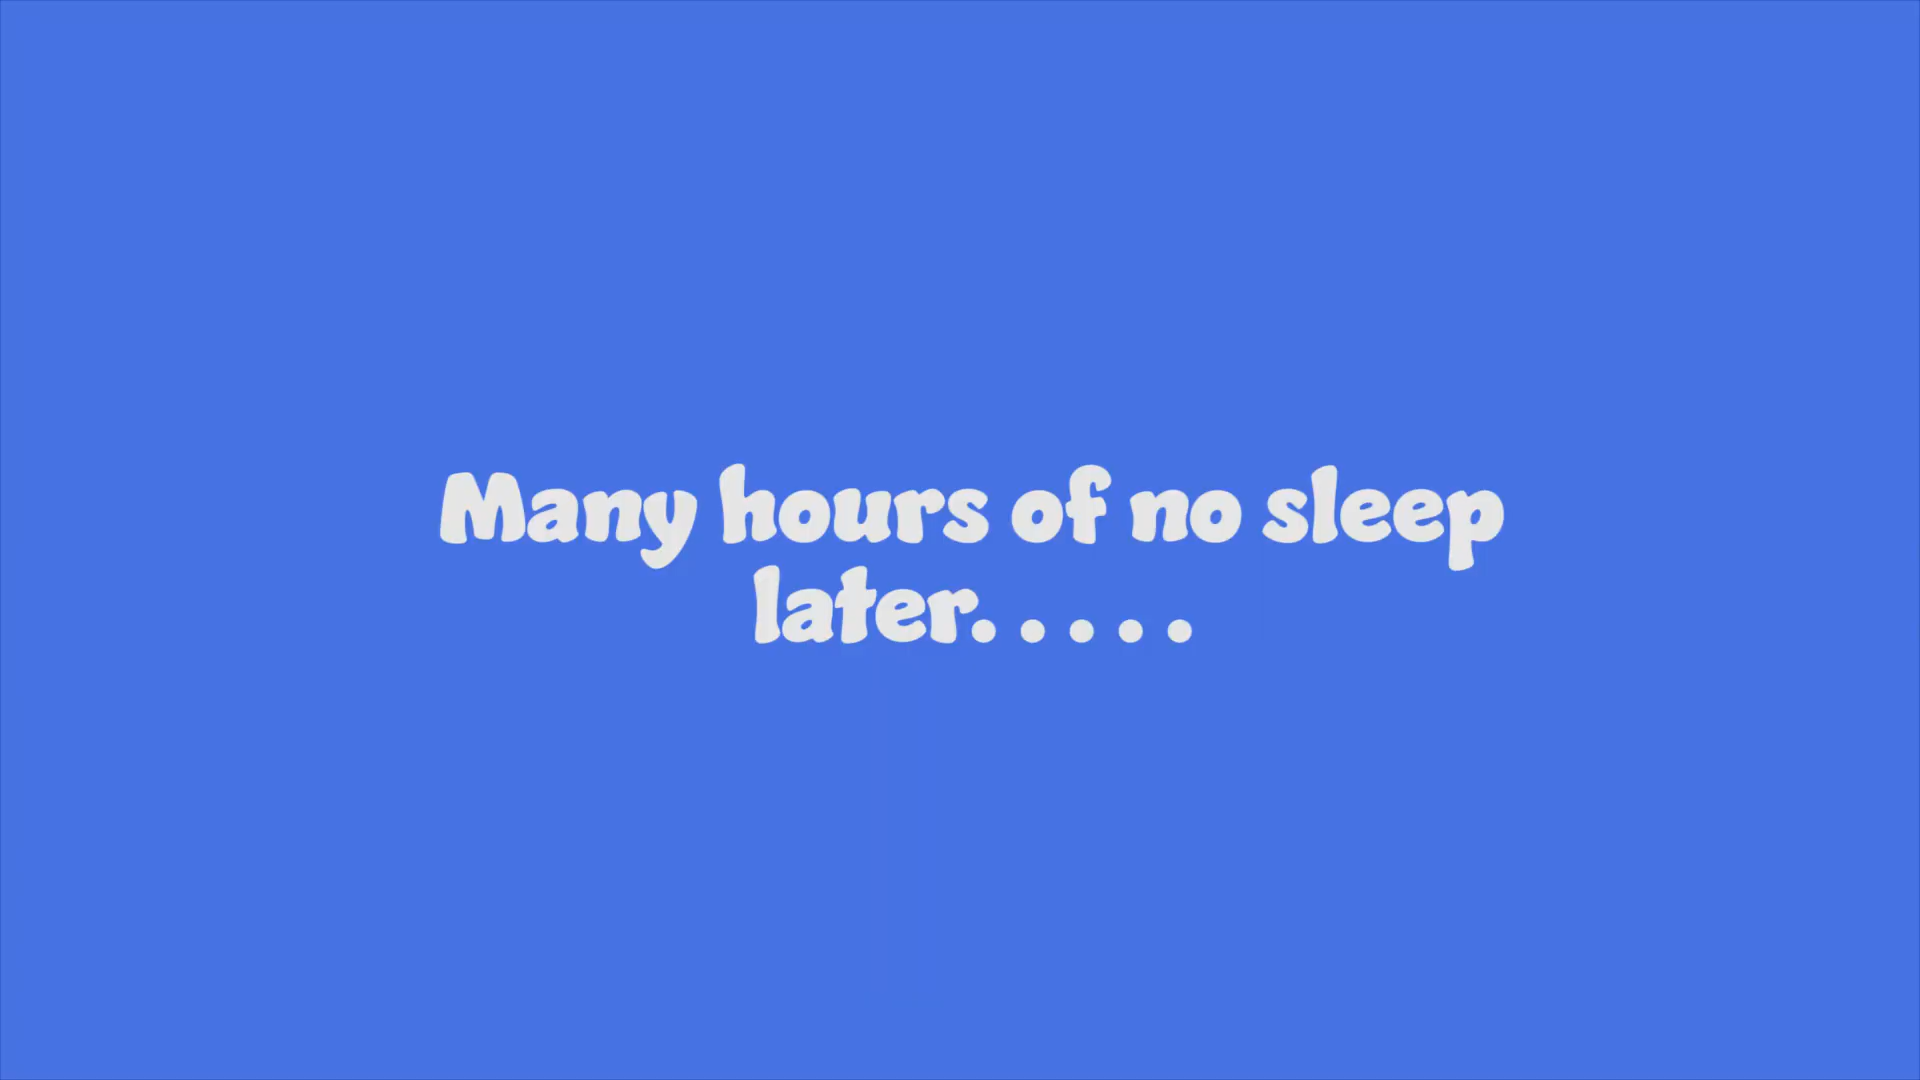 Many hours of no sleep
later. . . . .